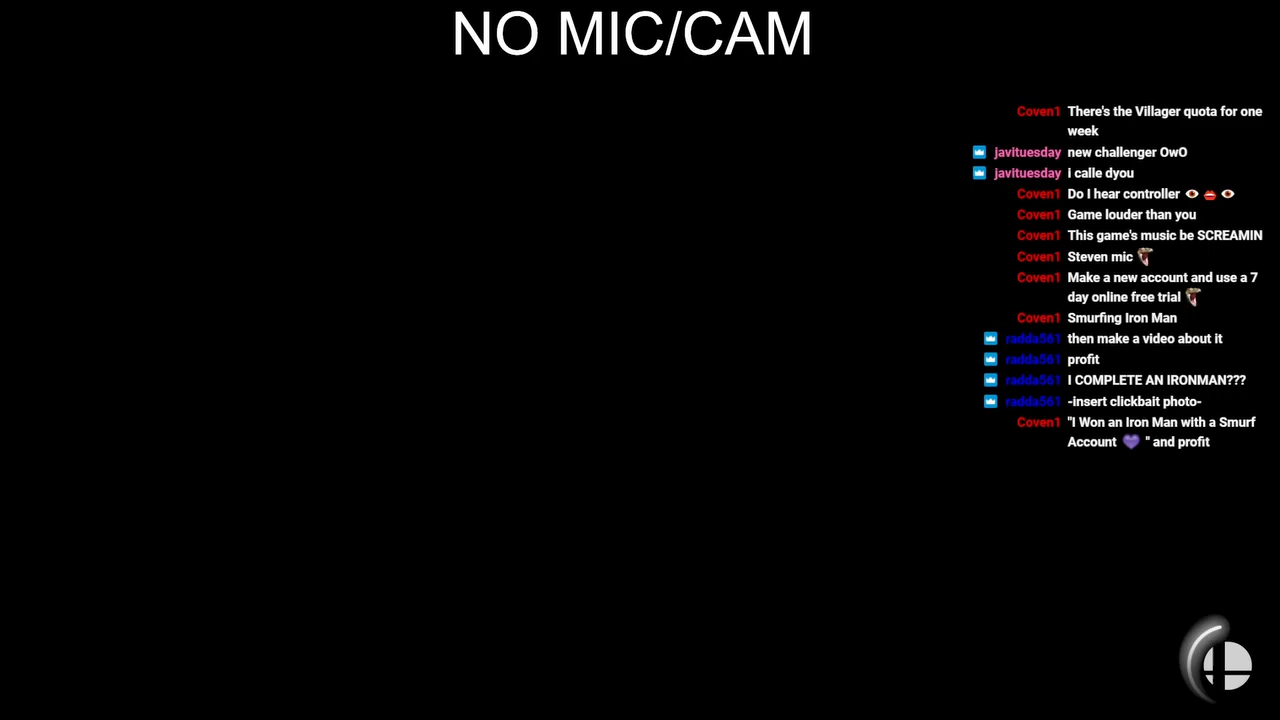 NO MIC/CAM
Coven1 There's the Villager quota for one
week
javituesday new challenger OwO
javituesday i calle dyou
Coven1 Do I hear controller 👁️ 👄 👁️
Coven1 Game louder than you
Coven1 This game's music be SCREAMIN
Coven1 Steven mic
Coven1 Make a new account and use a 7
day online free trial
Coven1 Smurfing Iron Man
radda561 then make a video about it
radda561 profit
radda561 I COMPLETE AN IRONMAN???
radda561 -insert clickbait photo-
Coven1 "I Won an Iron Man with a Smurf
Account 💜 " and profit